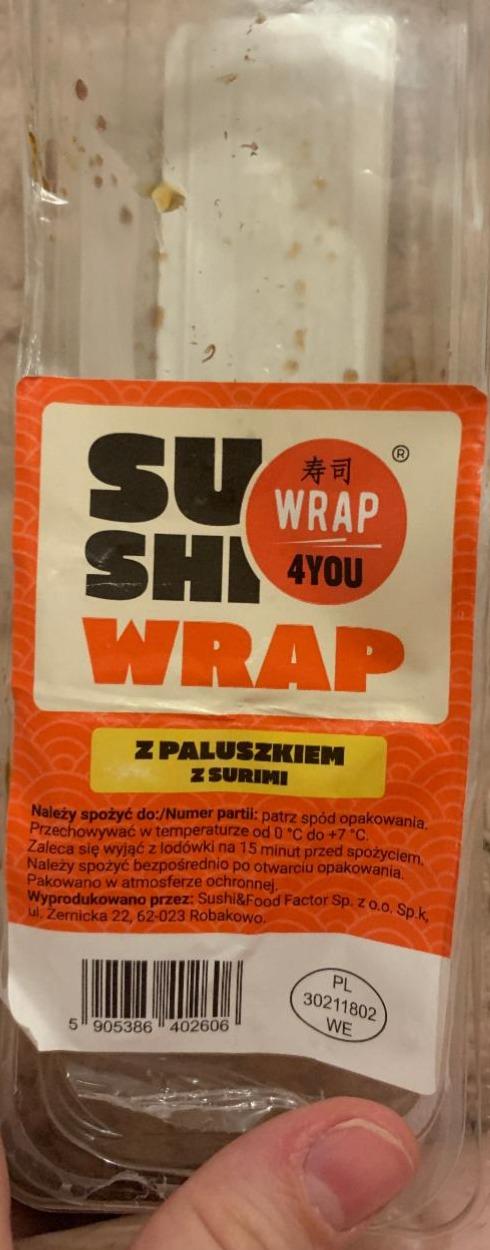 SU
SHI
WRAP
寿司
WRAP
4YOU
®
Z PALUSZKIEM
Z SURIMI
Należy spożyć do:/Numer partii: patrz spód opakowania.
Przechowywać w temperaturze od 0 °C do +7 °C.
Zaleca się wyjąć z lodówki na 15 minut przed spożyciem.
Należy spożyć bezpośrednio po otwarciu opakowania.
Pakowano w atmosferze ochronnej.
Wyprodukowano przez: Sushi&Food Factor Sp. z o.o. Sp.k,
ul. Żernicka 22, 62-023 Robakowo.
5 905386 402606
PL
30211802
WE